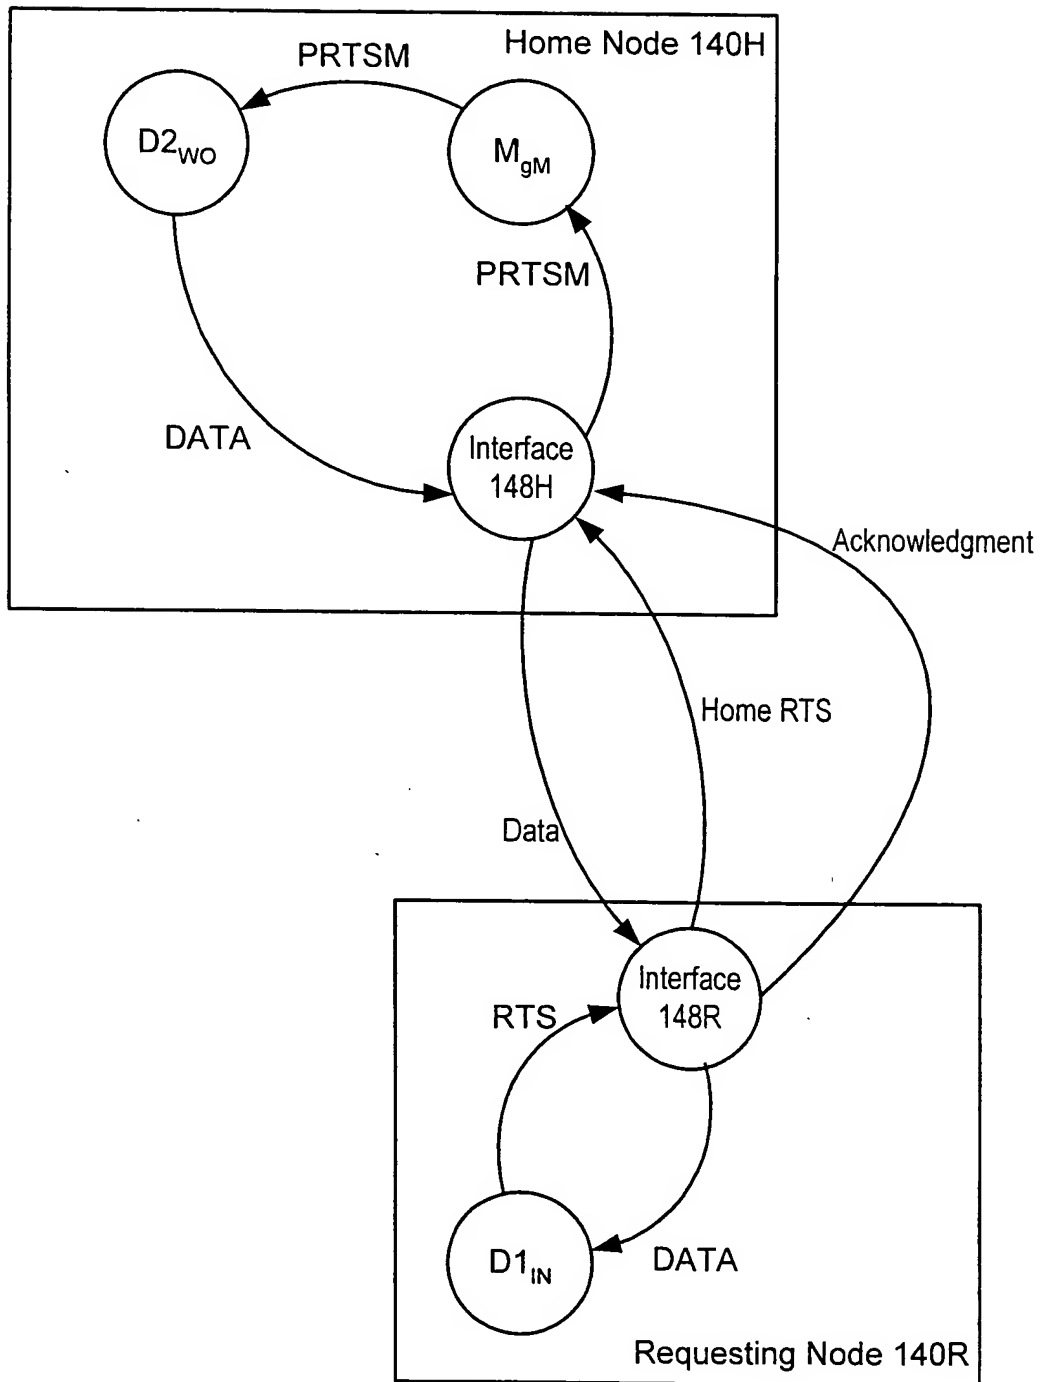 Home Node 140H
PRTSM
D2WO
MgM
PRTSM
DATA
Interface
148H
Acknowledgment
Home RTS
Data
Interface
148R
RTS
D1IN
DATA
Requesting Node 140R